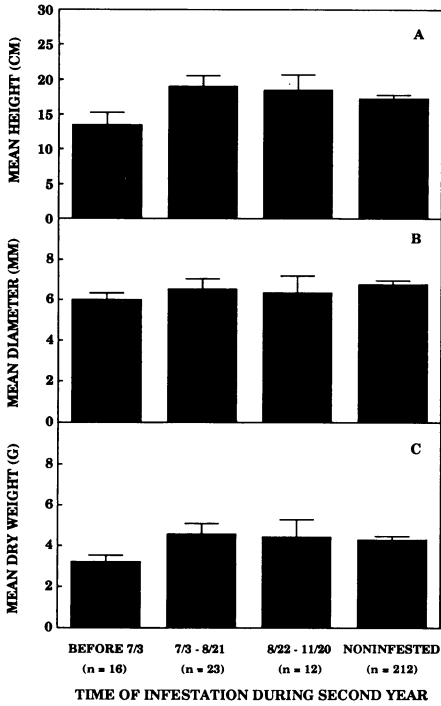 MEAN HEIGHT (CM)
30
25
20
15
10
5
0
A
MEAN DIAMETER (MM)
8
6
4
2
0
B
MEAN DRY WEIGHT (G)
8
6
4
2
0
C
BEFORE 7/3 7/3 - 8/21 8/22 - 11/20 NONINFESTED
(n = 16) (n = 23) (n = 12) (n = 212)
TIME OF INFESTATION DURING SECOND YEAR